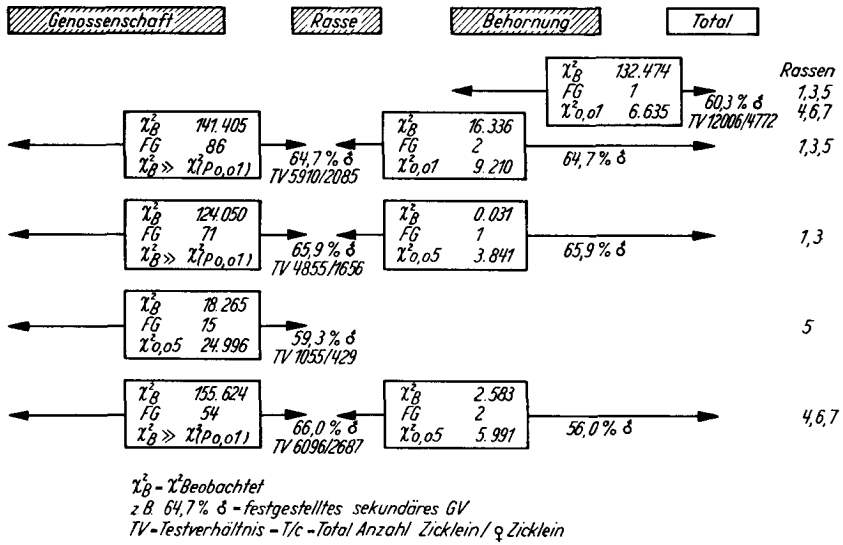 Genossenschaft Rasse Behornung Total
χ²B 132.474 Rassen
FG 1 1,3,5
χ²0,01 6.635 60,3 % ♂ 4,6,7
TV 12006/4772
χ²B 141.405 χ²B 16.336
FG 86 FG 2 1,3,5
χ²B ≫ χ²(P0,01) 64,7 % ♂ χ²0,01 9.210 64,7 % ♂
TV 5910/2085
χ²B 124.050 χ²B 0.031
FG 71 FG 1 1,3
χ²B ≫ χ²(P0,01) 65,9 % ♂ χ²0,05 3.841 65,9 % ♂
TV 4855/1656
χ²B 18.265
FG 15 5
χ²0,05 24.996 59,3 % ♂
TV 1055/429
χ²B 155.624 χ²B 2.583
FG 54 FG 2 4,6,7
χ²B ≫ χ²(P0,01) 66,0 % ♂ χ²0,05 5.991 56,0 % ♂
TV 6096/2687
χ²B = χ² Beobachtet
z.B. 64,7 % ♂ = festgestelltes sekundäres GV
TV = Testverhältnis = T/c = Total Anzahl Zicklein / ♀ Zicklein